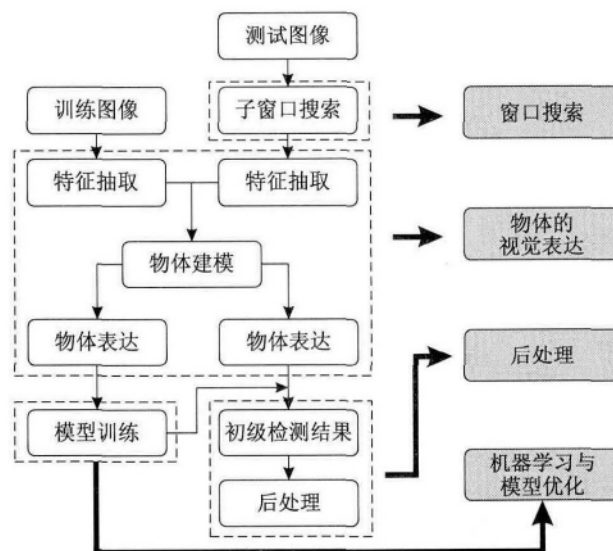 测试图像
训练图像
子窗口搜索
窗口搜索
特征抽取
特征抽取
物体的
视觉表达
物体建模
物体表达
物体表达
后处理
模型训练
初级检测结果
机器学习与
模型优化
后处理